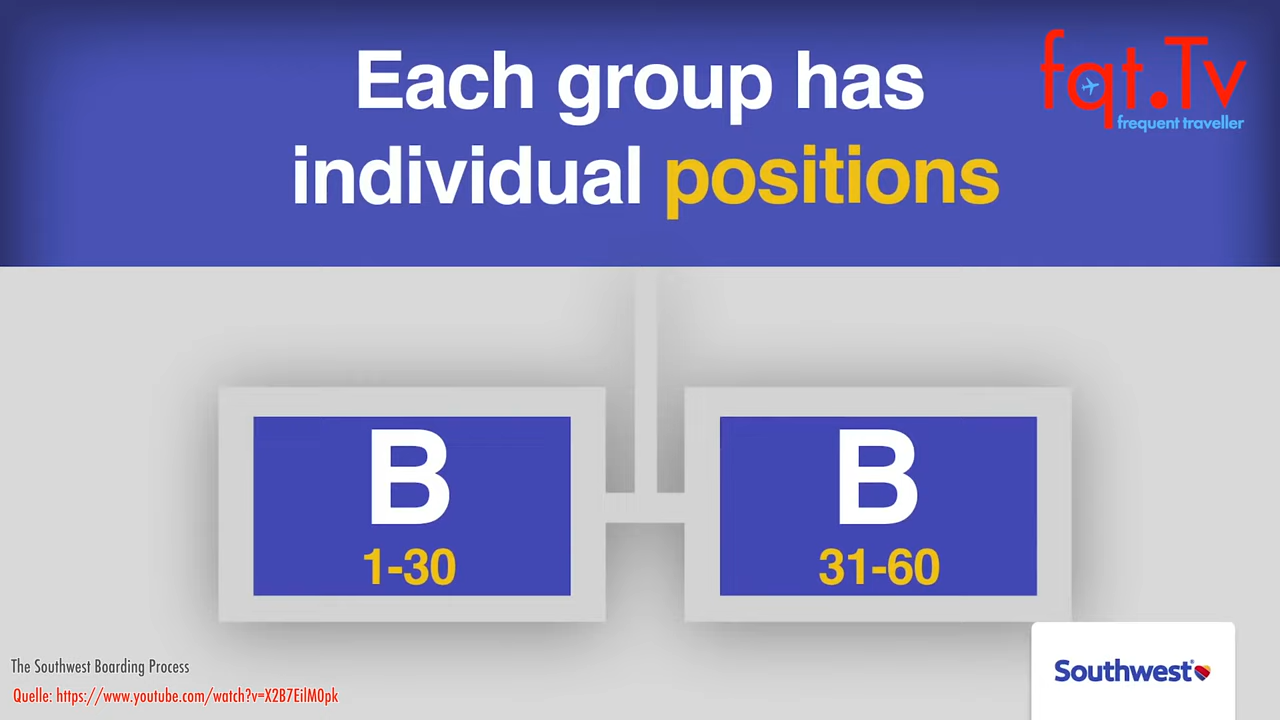 Each group has
individual positions
fqt.Tv
frequent traveller
B
1-30
B
31-60
The Southwest Boarding Process
Quelle: https://www.youtube.com/watch?v=X2B7EilM0pk
Southwest